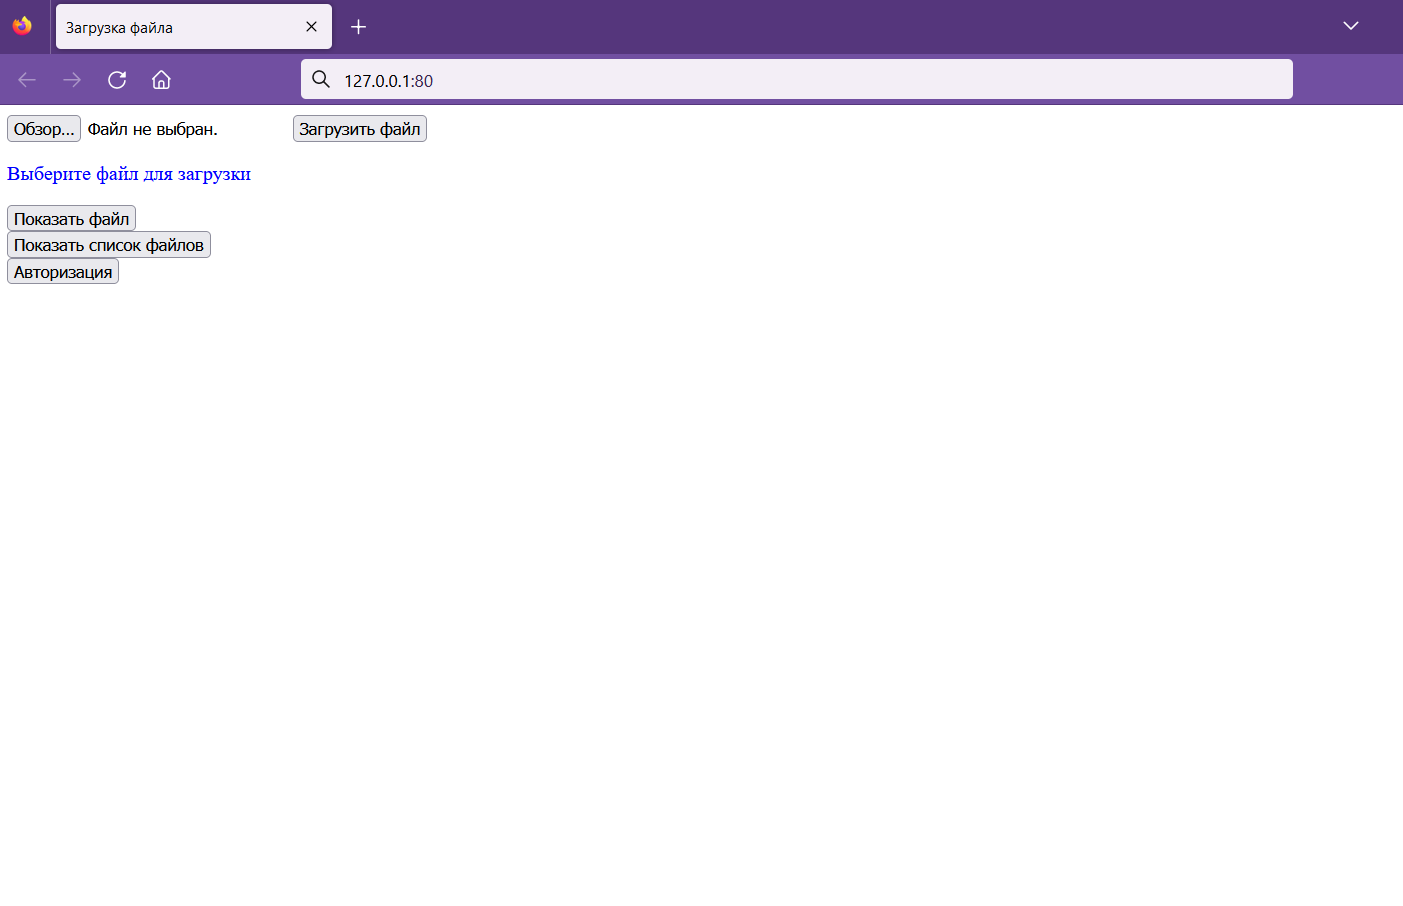 Загрузка файла
127.0.0.1:80
Обзор... Файл не выбран. Загрузить файл
Выберите файл для загрузки
Показать файл
Показать список файлов
Авторизация